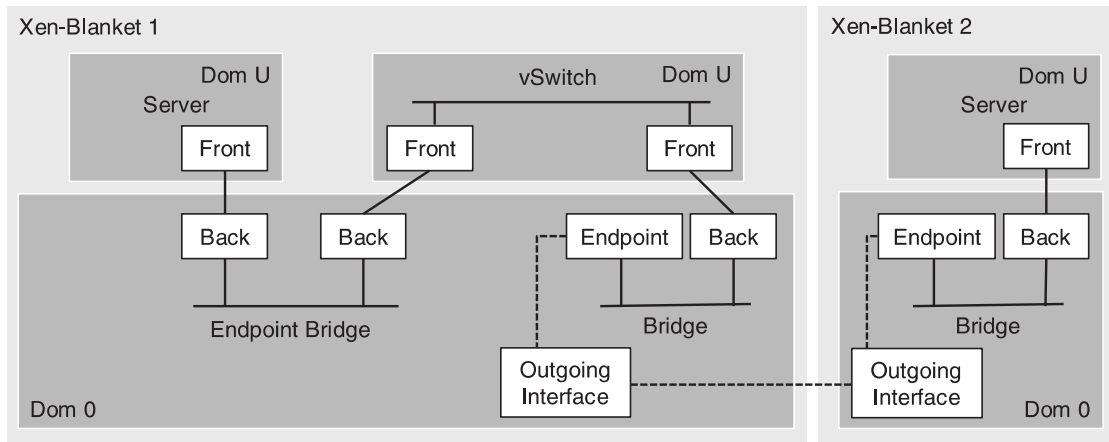 Xen-Blanket 1
Dom U
Server
Front
vSwitch
Dom U
Front
Front
Back
Back
Endpoint
Back
Endpoint Bridge
Bridge
Outgoing
Interface
Dom 0
Xen-Blanket 2
Dom U
Server
Front
Endpoint
Back
Bridge
Outgoing
Interface
Dom 0